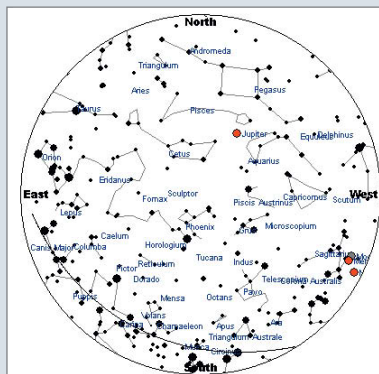 North
Andromeda
Triangulum
Aries
Pegasus
Taurus
Pisces
Jupiter
Equuleus
Delphinus
Orion
Cetus
Aquarius
Eridanus
East
Sculptor
Fornax
Capricornus
West
Scutum
Piscis Austrinus
Lepus
Phoenix
Grus
Microscopium
Caelum
Canis Major
Columba
Horologium
Sagittarius
Tucana
Indus
Reticulum
Pictor
Dorado
Telescopium
Corona Australis
Puppis
Mensa
Octans
Pavo
Volans
Carina
Chamaeleon
Apus
Ara
Triangulum Australe
Musca
Circinus
South